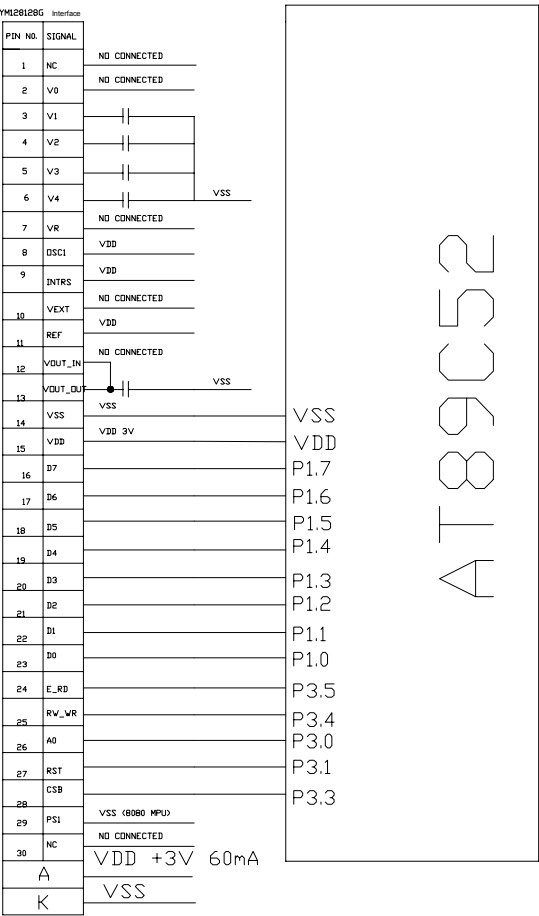 YM128128G Interface
PIN NO. SIGNAL
1 NC NO CONNECTED
2 V0 NO CONNECTED
3 V1
4 V2
5 V3
6 V4 VSS
7 VR NO CONNECTED
8 OSC1 VDD
9 INTRS VDD
10 VEXT NO CONNECTED
11 REF VDD
12 VOUT_IN NO CONNECTED
13 VOUT_OUT VSS
14 VSS VSS VSS
15 VDD VDD 3V VDD
16 D7 P1.7
17 D6 P1.6
18 D5 P1.5
19 D4 P1.4
20 D3 P1.3
21 D2 P1.2
22 D1 P1.1
23 D0 P1.0
24 E_RD P3.5
25 RW_WR P3.4
26 A0 P3.0
27 RST P3.1
28 CSB P3.3
29 PS1 VSS (8080 MPU)
30 NC NO CONNECTED
A VDD +3V 60mA
K VSS
AT89C52